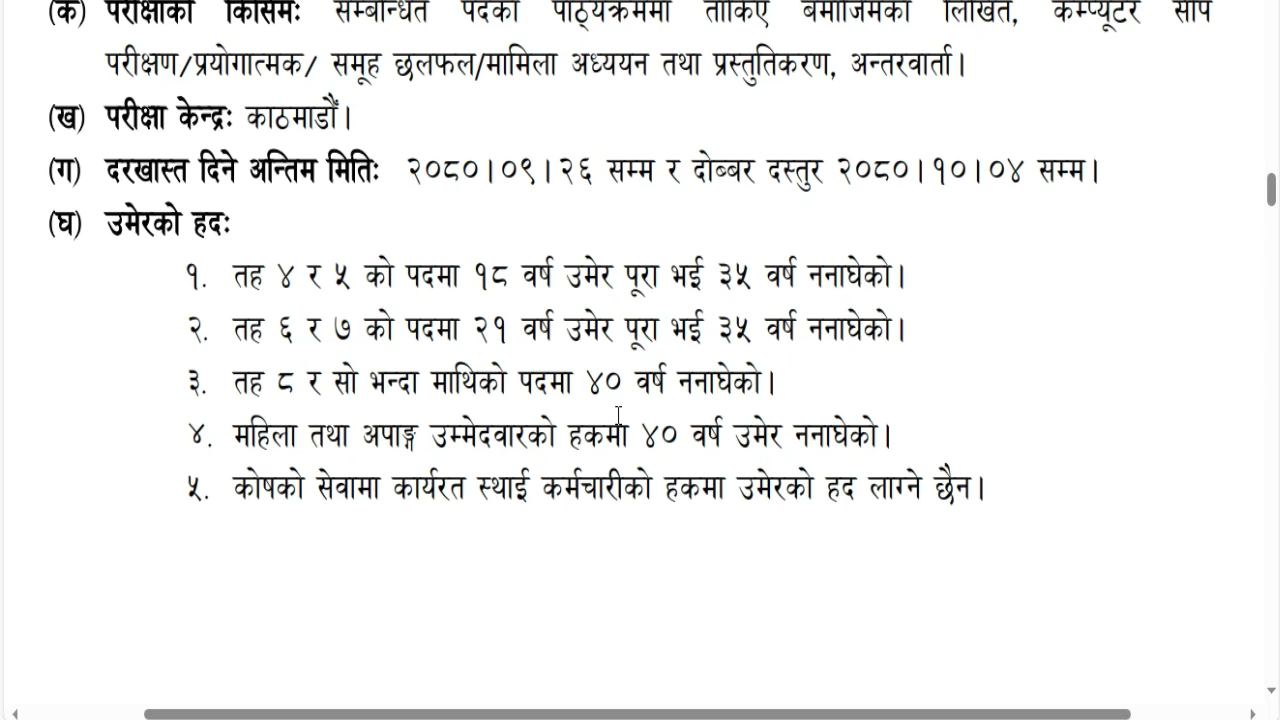 (क) परीक्षाको किसिमः सम्बन्धित पदको पाठ्यक्रममा तोकिए बमोजिमको लिखित, कम्प्यूटर सीप
परीक्षण/प्रयोगात्मक/ समूह छलफल/मामिला अध्ययन तथा प्रस्तुतिकरण, अन्तरवार्ता।
(ख) परीक्षा केन्द्रः काठमाडौं।
(ग) दरखास्त दिने अन्तिम मितिः २०८०।०९।२६ सम्म र दोब्बर दस्तुर २०८०।१०।०४ सम्म।
(घ) उमेरको हदः
१. तह ४ र ५ को पदमा १८ वर्ष उमेर पूरा भई ३५ वर्ष ननाघेको।
२. तह ६ र ७ को पदमा २१ वर्ष उमेर पूरा भई ३५ वर्ष ननाघेको।
३. तह ८ र सो भन्दा माथिको पदमा ४० वर्ष ननाघेको।
४. महिला तथा अपाङ्ग उम्मेदवारको हकमा ४० वर्ष उमेर ननाघेको।
५. कोषको सेवामा कार्यरत स्थाई कर्मचारीको हकमा उमेरको हद लाग्ने छैन।